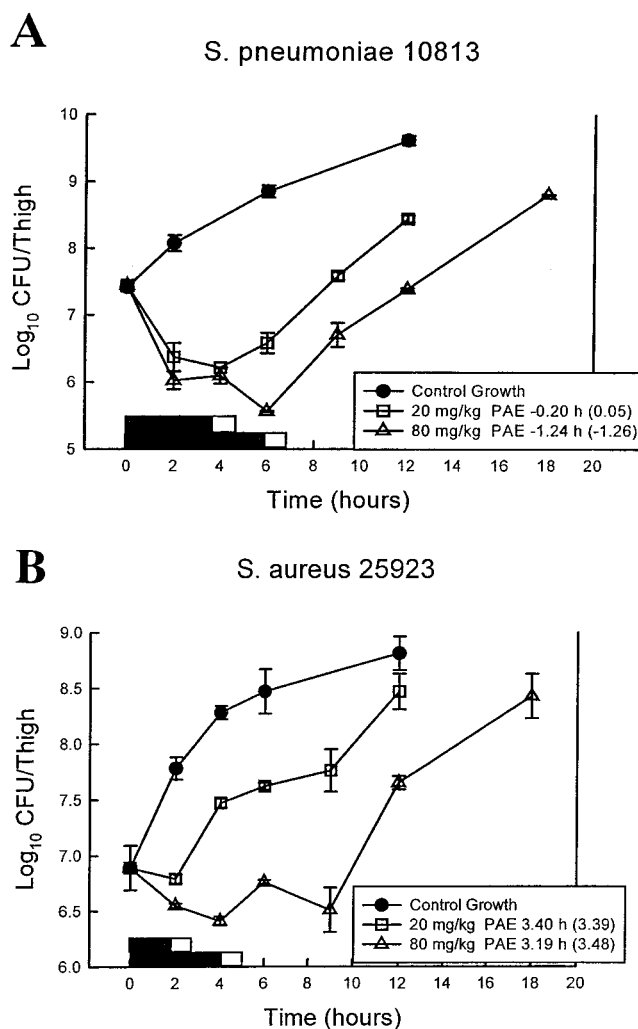 A
S. pneumoniae 10813
10
9
8
7
6
5
Log10 CFU/Thigh
Control Growth
20 mg/kg PAE -0.20 h (0.05)
80 mg/kg PAE -1.24 h (-1.26)
0 2 4 6 8 10 12 14 16 18 20
Time (hours)
B
S. aureus 25923
9.0
8.5
8.0
7.5
7.0
6.5
6.0
Log10 CFU/Thigh
Control Growth
20 mg/kg PAE 3.40 h (3.39)
80 mg/kg PAE 3.19 h (3.48)
0 2 4 6 8 10 12 14 16 18 20
Time (hours)